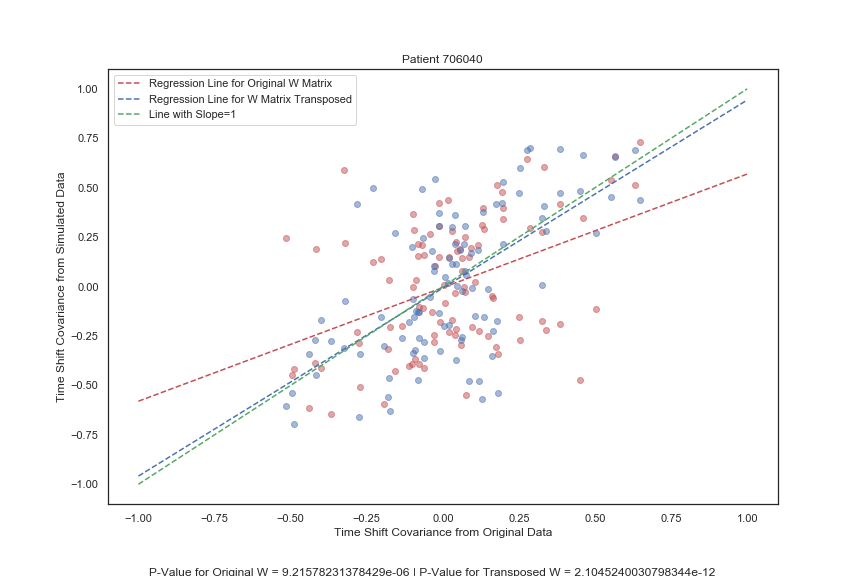 Patient 706040
Regression Line for Original W Matrix
Regression Line for W Matrix Transposed
Line with Slope=1
1.00
0.75
0.50
0.25
0.00
−0.25
−0.50
−0.75
−1.00
Time Shift Covariance from Simulated Data
−1.00 −0.75 −0.50 −0.25 0.00 0.25 0.50 0.75 1.00
Time Shift Covariance from Original Data
P-Value for Original W = 9.21578231378429e-06 | P-Value for Transposed W = 2.1045240030798344e-12